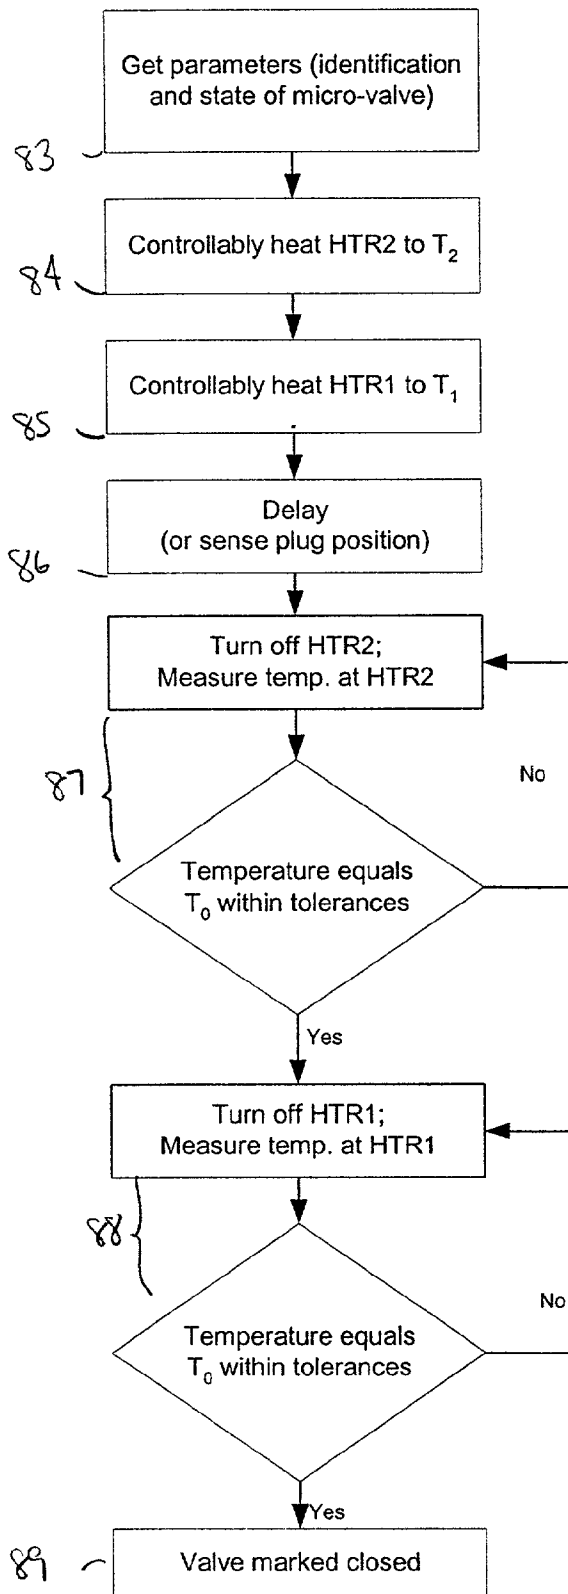 Get parameters (identification
and state of micro-valve)
83
Controllably heat HTR2 to T₂
84
Controllably heat HTR1 to T₁
85
Delay
(or sense plug position)
86
Turn off HTR2;
Measure temp. at HTR2
87
No
Temperature equals
T₀ within tolerances
Yes
Turn off HTR1;
Measure temp. at HTR1
88
No
Temperature equals
T₀ within tolerances
Yes
89
Valve marked closed